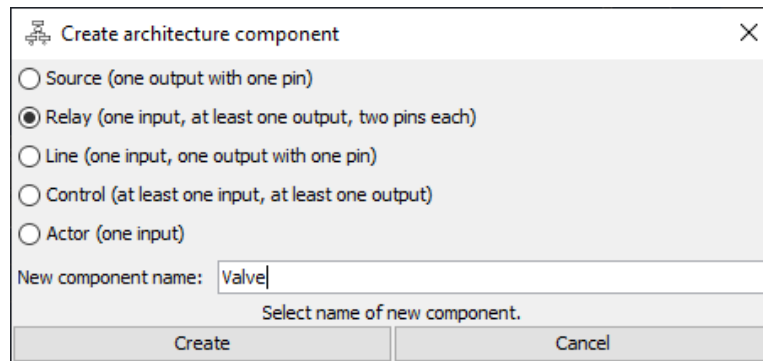 Create architecture component
Source (one output with one pin)
Relay (one input, at least one output, two pins each)
Line (one input, one output with one pin)
Control (at least one input, at least one output)
Actor (one input)
New component name: Valve
Select name of new component.
Create Cancel